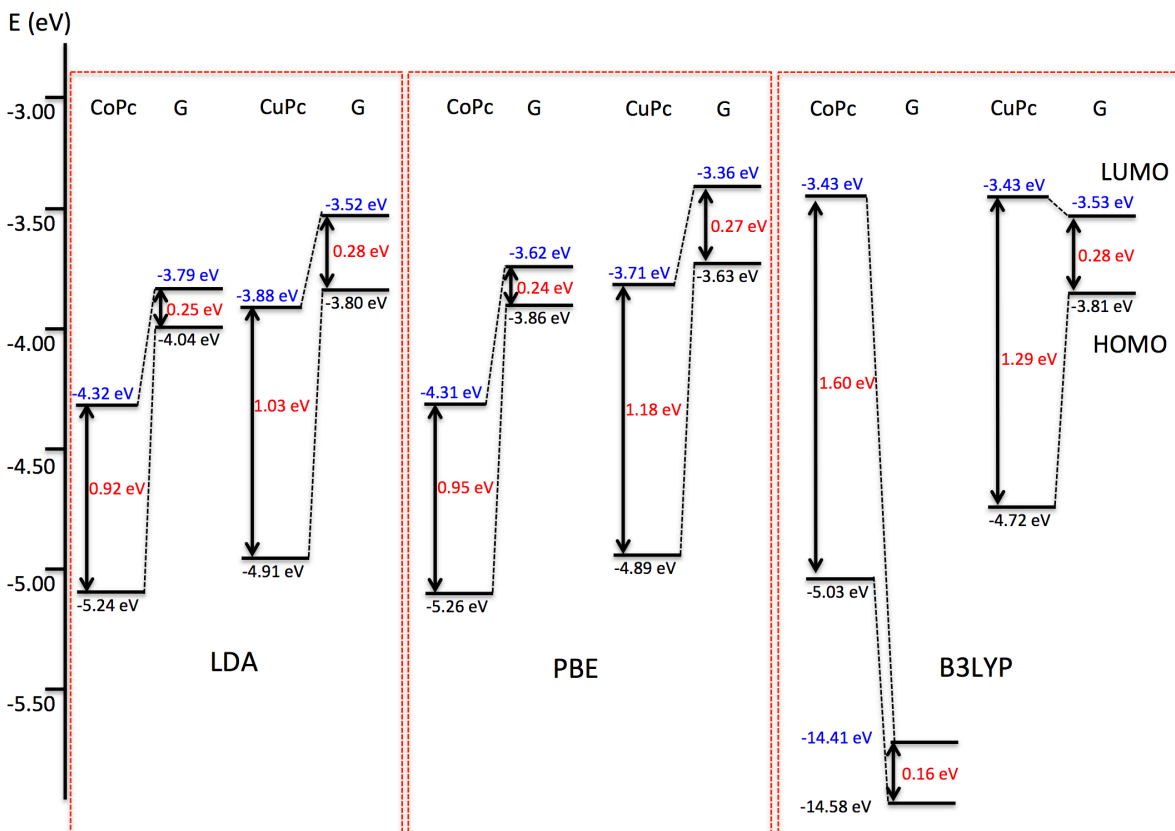 E (eV)
-3.00
-3.50
-4.00
-4.50
-5.00
-5.50
CoPc G CuPc G
-4.32 eV
0.92 eV
-5.24 eV
-3.79 eV
0.25 eV
-4.04 eV
-3.88 eV
1.03 eV
-4.91 eV
-3.52 eV
0.28 eV
-3.80 eV
LDA
CoPc G CuPc G
-4.31 eV
0.95 eV
-5.26 eV
-3.62 eV
0.24 eV
-3.86 eV
-3.71 eV
1.18 eV
-4.89 eV
-3.36 eV
0.27 eV
-3.63 eV
PBE
CoPc G CuPc G
-3.43 eV
1.60 eV
-5.03 eV
-14.41 eV
0.16 eV
-14.58 eV
-3.43 eV
1.29 eV
-4.72 eV
-3.53 eV
0.28 eV
-3.81 eV
LUMO
HOMO
B3LYP